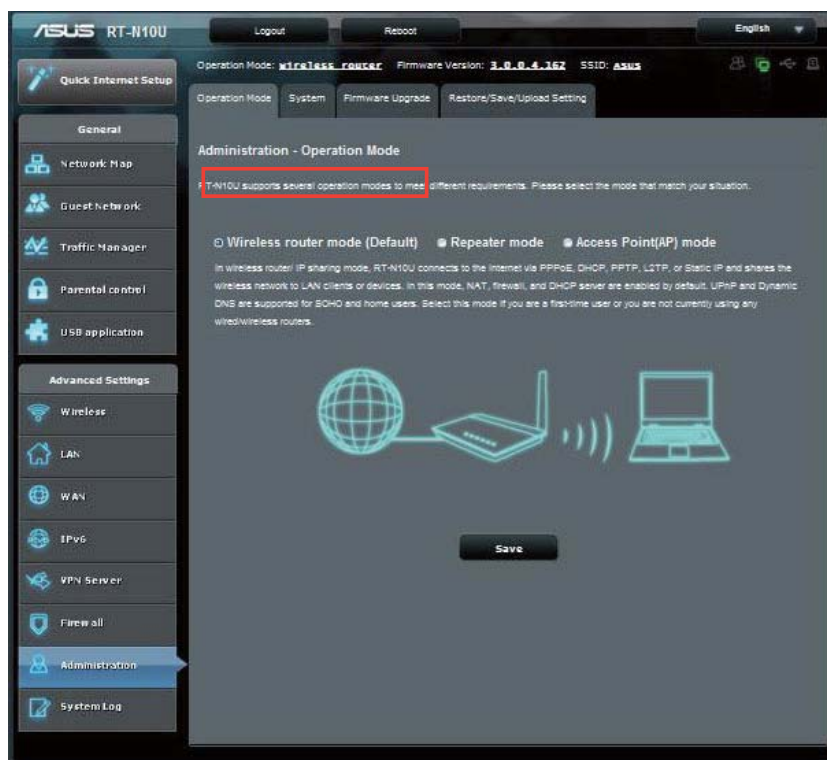 ASUS RT-N10U
Logout
Reboot
English
Quick Internet Setup
Operation Mode: wireless router Firmware Version: 3.0.0.4.162 SSID: ASUS
Operation Mode
System
Firmware Upgrade
Restore/Save/Upload Setting
General
Network Map
Guest Network
Traffic Manager
Parental control
USB application
Advanced Settings
Wireless
LAN
WAN
IPv6
VPN Server
Firewall
Administration
System Log
Administration - Operation Mode
RT-N10U supports several operation modes to meet different requirements. Please select the mode that match your situation.
Wireless router mode (Default) Repeater mode Access Point(AP) mode
In wireless router/ IP sharing mode, RT-N10U connects to the Internet via PPPoE, DHCP, PPTP, L2TP, or Static IP and shares the
wireless network to LAN clients or devices. In this mode, NAT, firewall, and DHCP server are enabled by default. UPnP and Dynamic
DNS are supported for SOHO and home users. Select this mode if you are a first-time user or you are not currently using any
wired/wireless routers.
Save